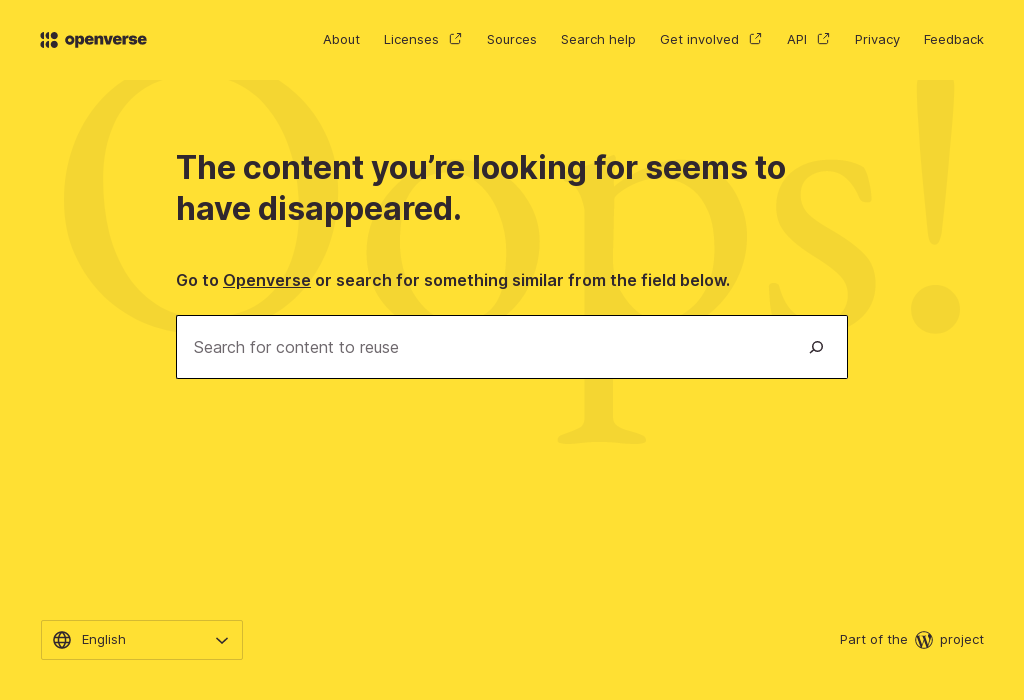 openverse
About Licenses Sources Search help Get involved API Privacy Feedback
Oops!
The content you’re looking for seems to
have disappeared.
Go to Openverse or search for something similar from the field below.
Search for content to reuse
English
Part of the project